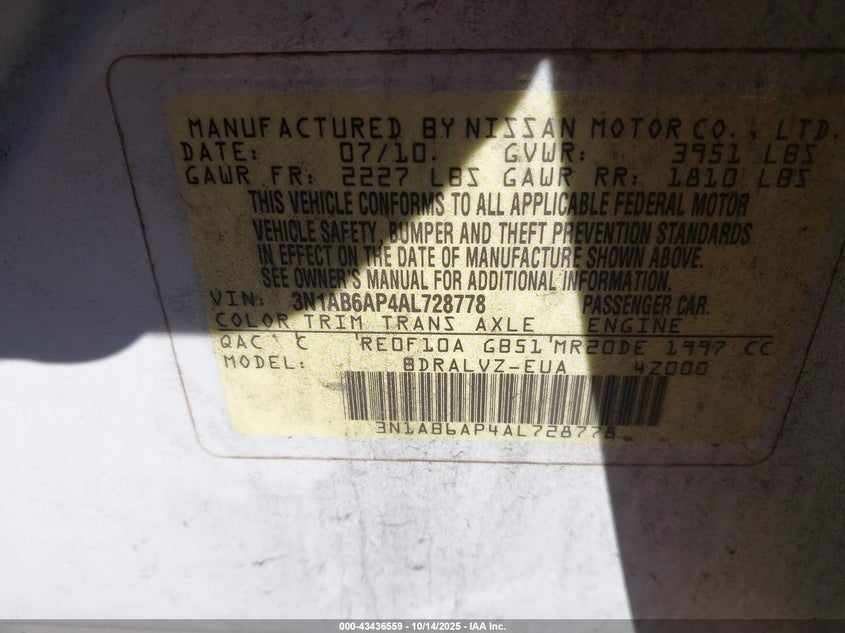 MANUFACTURED BY NISSAN MOTOR CO., LTD.
DATE: 07/10. GVWR: 3951 LBS
GAWR FR: 2227 LBS GAWR RR: 1810 LBS
THIS VEHICLE CONFORMS TO ALL APPLICABLE FEDERAL MOTOR
VEHICLE SAFETY, BUMPER AND THEFT PREVENTION STANDARDS
IN EFFECT ON THE DATE OF MANUFACTURE SHOWN ABOVE.
SEE OWNER'S MANUAL FOR ADDITIONAL INFORMATION.
VIN: 3N1AB6AP4AL728778 PASSENGER CAR.
COLOR TRIM TRANS AXLE ENGINE
QAC C RE0F10A GB51 MR20DE 1997 CC
MODEL: BDRALVZ-EUA 4Z000
3N1AB6AP4AL728778
000-43436559 - 10/14/2025 - IAA Inc.